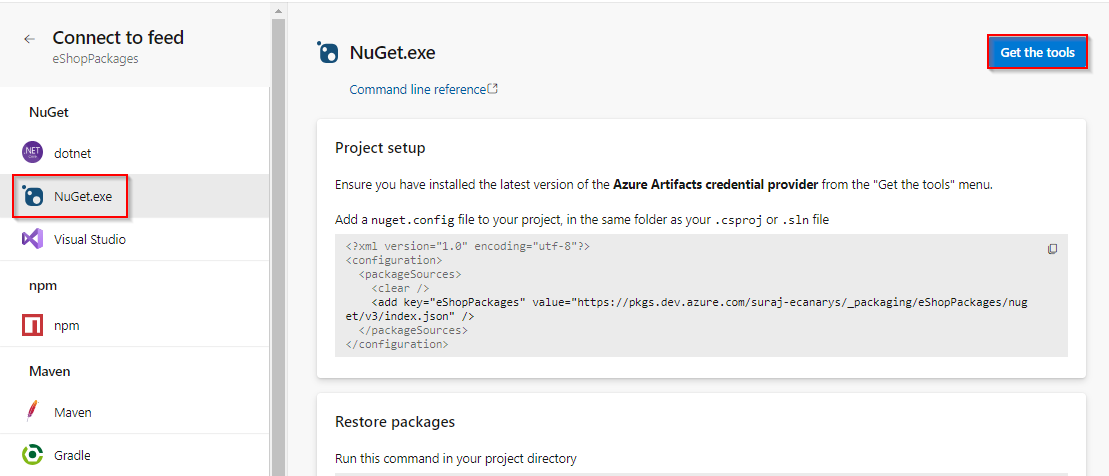 Connect to feed
eShopPackages
NuGet
.NET
dotnet
NuGet.exe
Visual Studio
npm
npm
Maven
Maven
Gradle
NuGet.exe
Get the tools
Command line reference
Project setup
Ensure you have installed the latest version of the Azure Artifacts credential provider from the "Get the tools" menu.
Add a nuget.config file to your project, in the same folder as your .csproj or .sln file
<?xml version="1.0" encoding="utf-8"?>
<configuration>
  <packageSources>
    <clear />
    <add key="eShopPackages" value="https://pkgs.dev.azure.com/suraj-ecanarys/_packaging/eShopPackages/nug
et/v3/index.json" />
  </packageSources>
</configuration>
Restore packages
Run this command in your project directory